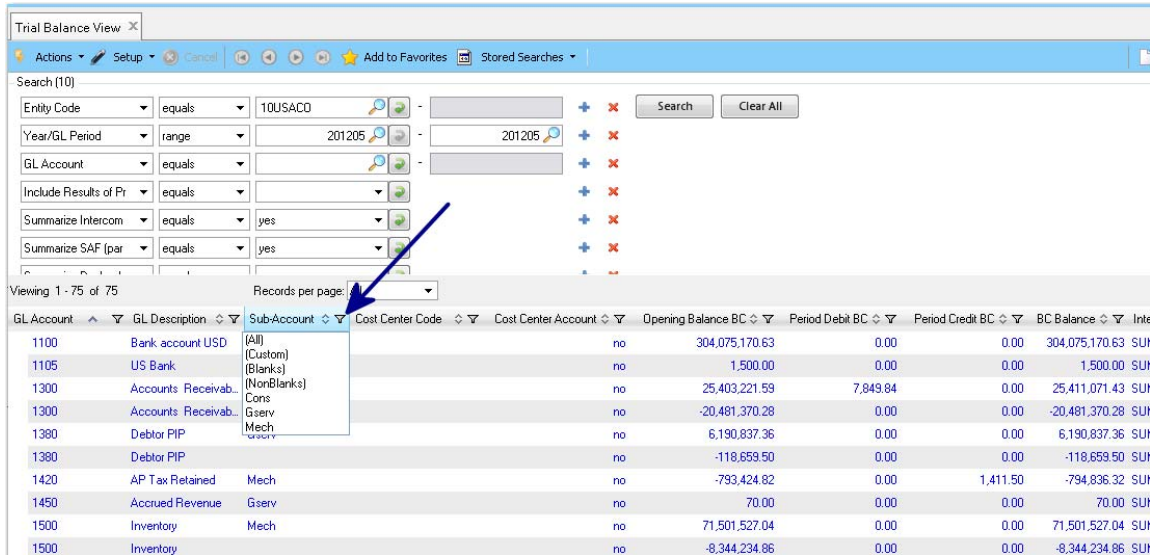 Trial Balance View
Actions Setup Cancel Add to Favorites Stored Searches
Search (10)
Entity Code equals 10USACO - Search Clear All
Year/GL Period range 201205 - 201205
GL Account equals -
Include Results of Pr equals
Summarize Intercom equals yes
Summarize SAF (par equals yes
Viewing 1 - 75 of 75 Records per page:
GL Account GL Description Sub-Account Cost Center Code Cost Center Account Opening Balance BC Period Debit BC Period Credit BC BC Balance Inte
(All)
(Custom)
(Blanks)
(NonBlanks)
Cons
Gserv
Mech
1100 Bank account USD no 304,075,170.63 0.00 0.00 304,075,170.63 SUM
1105 US Bank no 1,500.00 0.00 0.00 1,500.00 SUM
1300 Accounts Receivab... no 25,403,221.59 7,849.84 0.00 25,411,071.43 SUM
1300 Accounts Receivab... no -20,481,370.28 0.00 0.00 -20,481,370.28 SUM
1380 Debtor PIP Gserv no 6,190,837.36 0.00 0.00 6,190,837.36 SUM
1380 Debtor PIP no -118,659.50 0.00 0.00 -118,659.50 SUM
1420 AP Tax Retained Mech no -793,424.82 0.00 1,411.50 -794,836.32 SUM
1450 Accrued Revenue Gserv no 70.00 0.00 0.00 70.00 SUM
1500 Inventory Mech no 71,501,527.04 0.00 0.00 71,501,527.04 SUM
1500 Inventory no -8,344,234.86 0.00 0.00 -8,344,234.86 SUM